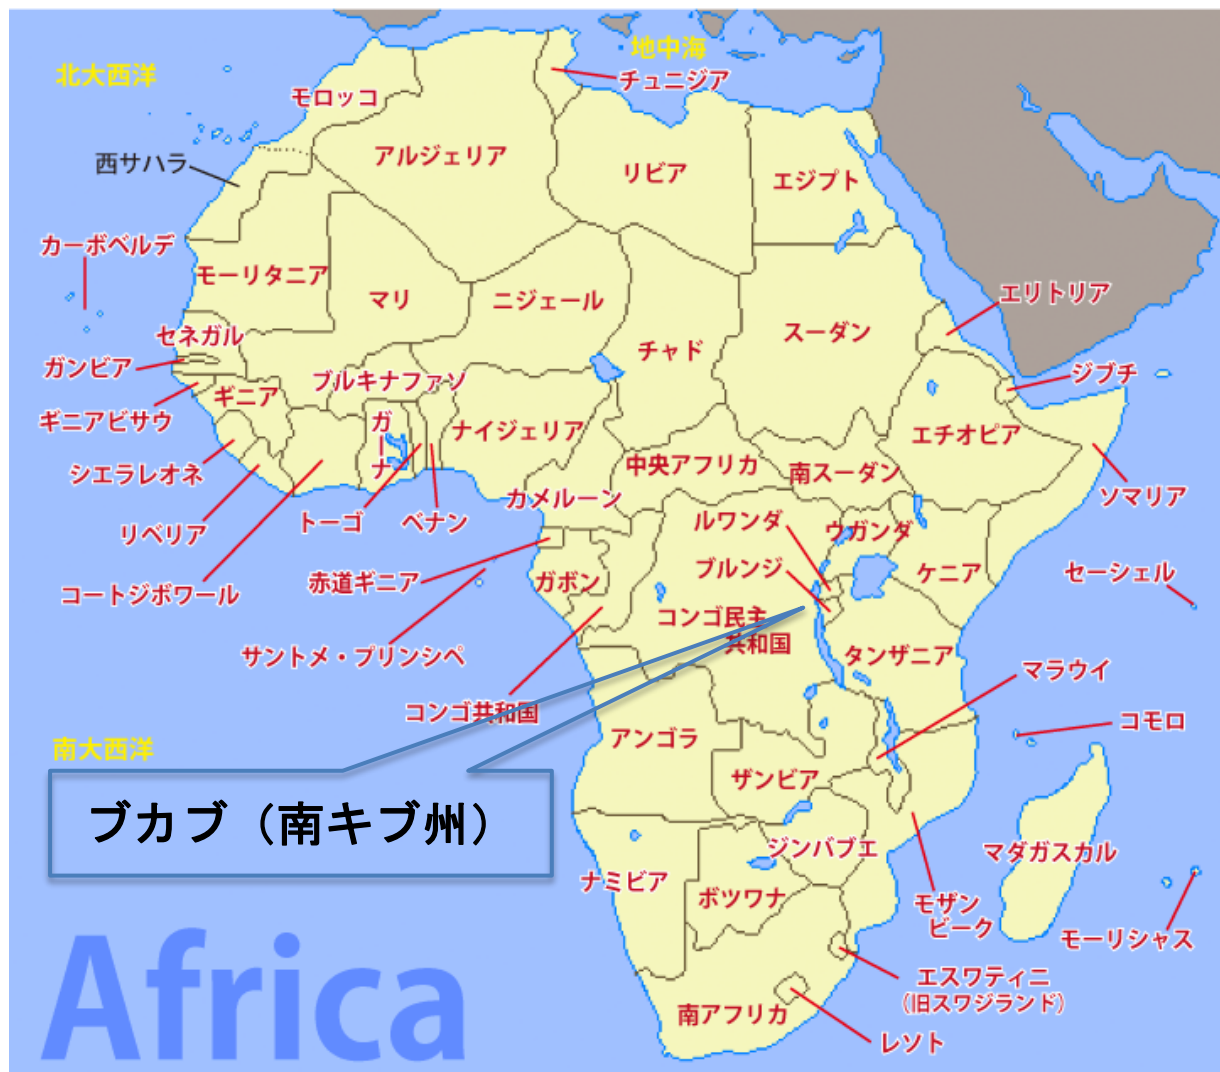 地中海
北大西洋
チュニジア
モロッコ
アルジェリア
西サハラ
リビア
エジプト
カーボベルデ
モーリタニア
マリ
ニジェール
エリトリア
セネガル
スーダン
チャド
ガンビア
ジブチ
ブルキナファソ
ギニア
ギニアビサウ
ガーナ
ナイジェリア
エチオピア
中央アフリカ
南スーダン
シエラレオネ
カメルーン
ソマリア
リベリア
トーゴ
ベナン
ルワンダ
ウガンダ
ブルンジ
ケニア
セーシェル
赤道ギニア
ガボン
コートジボワール
コンゴ民主
共和国
サントメ・プリンシペ
タンザニア
マラウイ
コンゴ共和国
コモロ
アンゴラ
南大西洋
ザンビア
ブカブ（南キブ州）
ジンバブエ
マダガスカル
ナミビア
ボツワナ
モザン
ビーク
モーリシャス
エスワティニ
（旧スワジランド）
南アフリカ
レソト
Africa